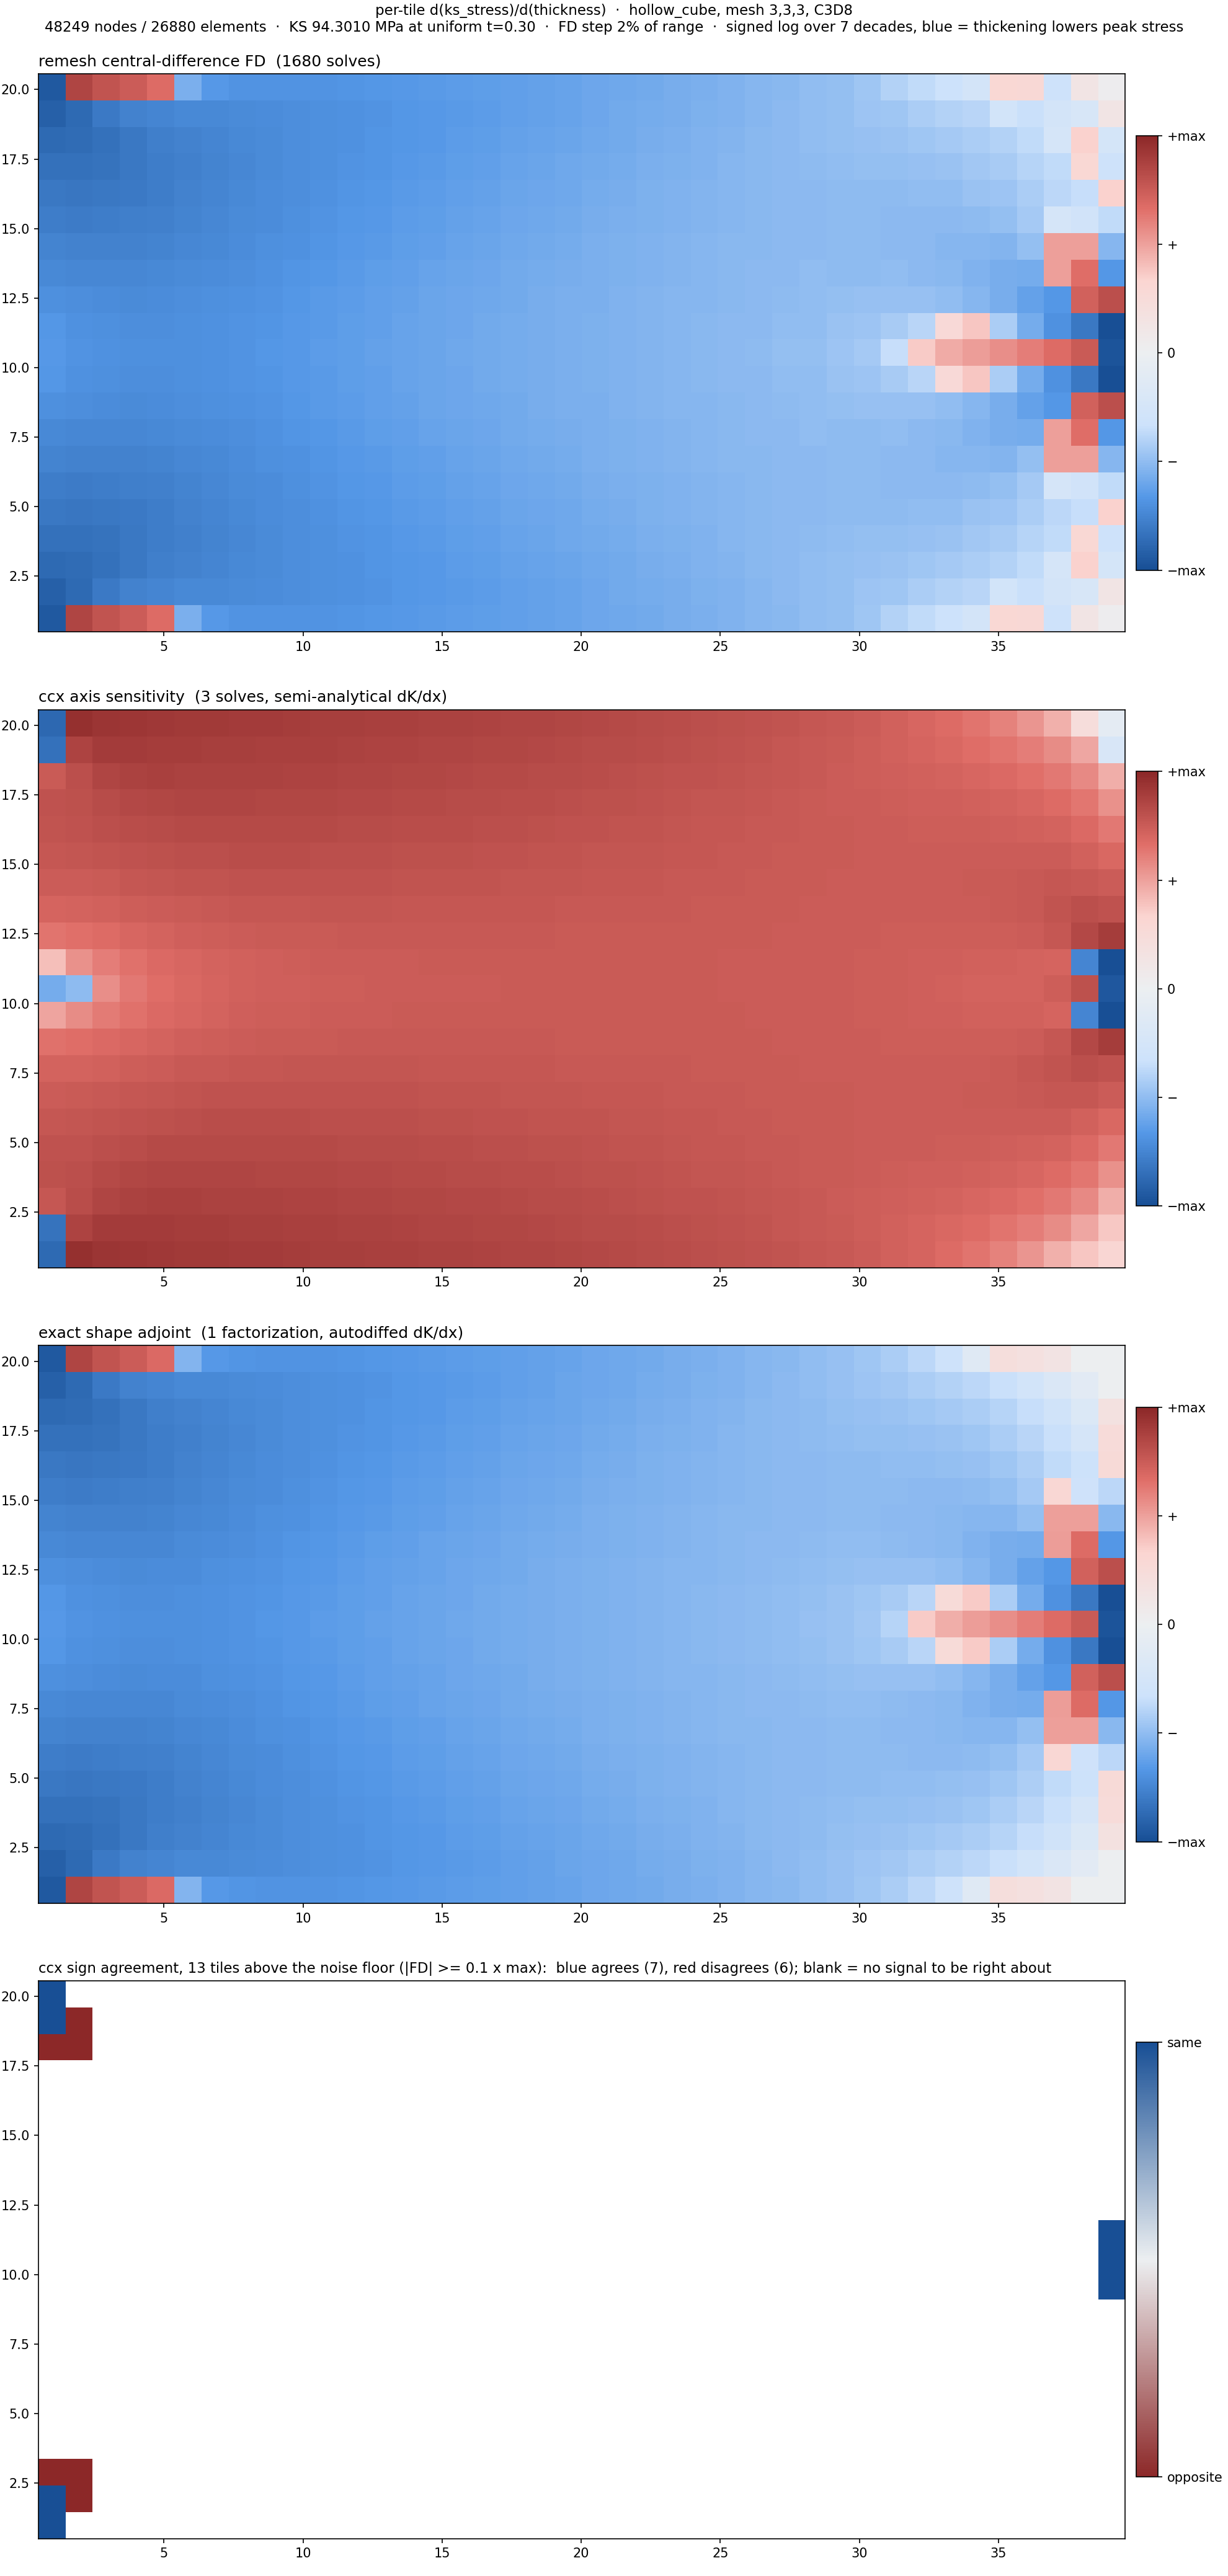 per-tile d(ks_stress)/d(thickness)  ·  hollow_cube, mesh 3,3,3, C3D8
48249 nodes / 26880 elements  ·  KS 94.3010 MPa at uniform t=0.30  ·  FD step 2% of range  ·  signed log over 7 decades, blue = thickening lowers peak stress
remesh central-difference FD  (1680 solves)
20.0
17.5
15.0
12.5
10.0
7.5
5.0
2.5
5 10 15 20 25 30 35
+max
+
0
−
−max
ccx axis sensitivity  (3 solves, semi-analytical dK/dx)
20.0
17.5
15.0
12.5
10.0
7.5
5.0
2.5
5 10 15 20 25 30 35
+max
+
0
−
−max
exact shape adjoint  (1 factorization, autodiffed dK/dx)
20.0
17.5
15.0
12.5
10.0
7.5
5.0
2.5
5 10 15 20 25 30 35
+max
+
0
−
−max
ccx sign agreement, 13 tiles above the noise floor (|FD| >= 0.1 x max):  blue agrees (7), red disagrees (6); blank = no signal to be right about
20.0
17.5
15.0
12.5
10.0
7.5
5.0
2.5
5 10 15 20 25 30 35
same
opposite